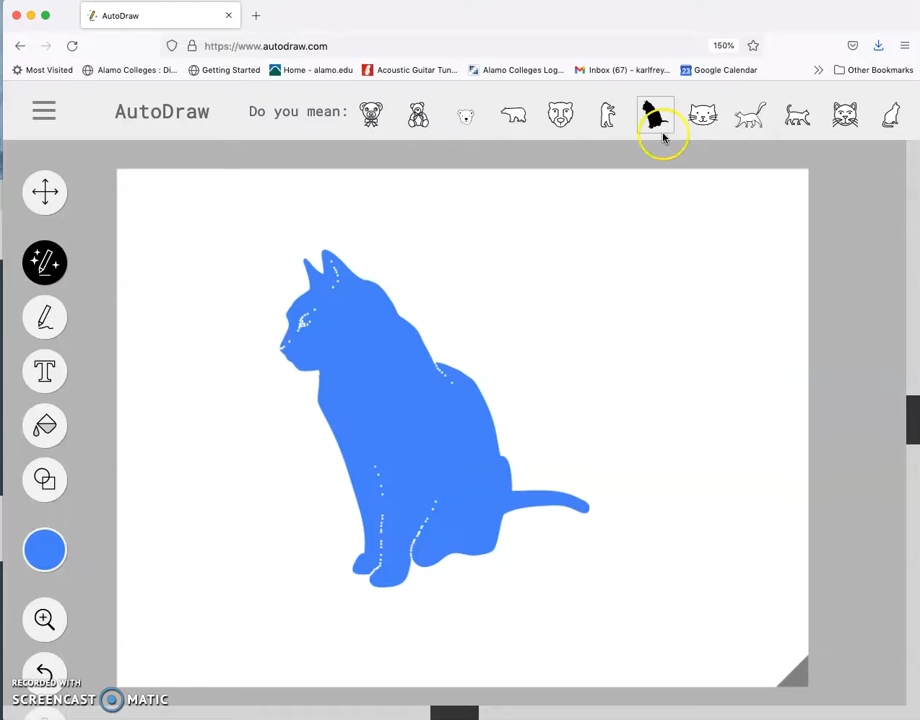 AutoDraw
https://www.autodraw.com
150%
Most Visited
Alamo Colleges : Di...
Getting Started
Home - alamo.edu
Acoustic Guitar Tun...
Alamo Colleges Log...
Inbox (67) - karlfrey...
Google Calendar
Other Bookmarks
AutoDraw
Do you mean:
T
RECORDED WITH
SCREENCAST MATIC